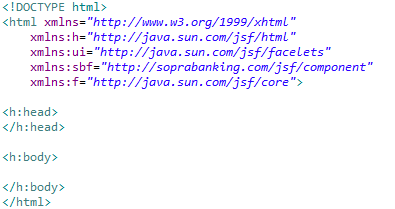 <!DOCTYPE html>
<html xmlns="http://www.w3.org/1999/xhtml"
    xmlns:h="http://java.sun.com/jsf/html"
    xmlns:ui="http://java.sun.com/jsf/facelets"
    xmlns:sbf="http://soprabanking.com/jsf/component"
    xmlns:f="http://java.sun.com/jsf/core">

<h:head>
</h:head>

<h:body>

</h:body>
</html>